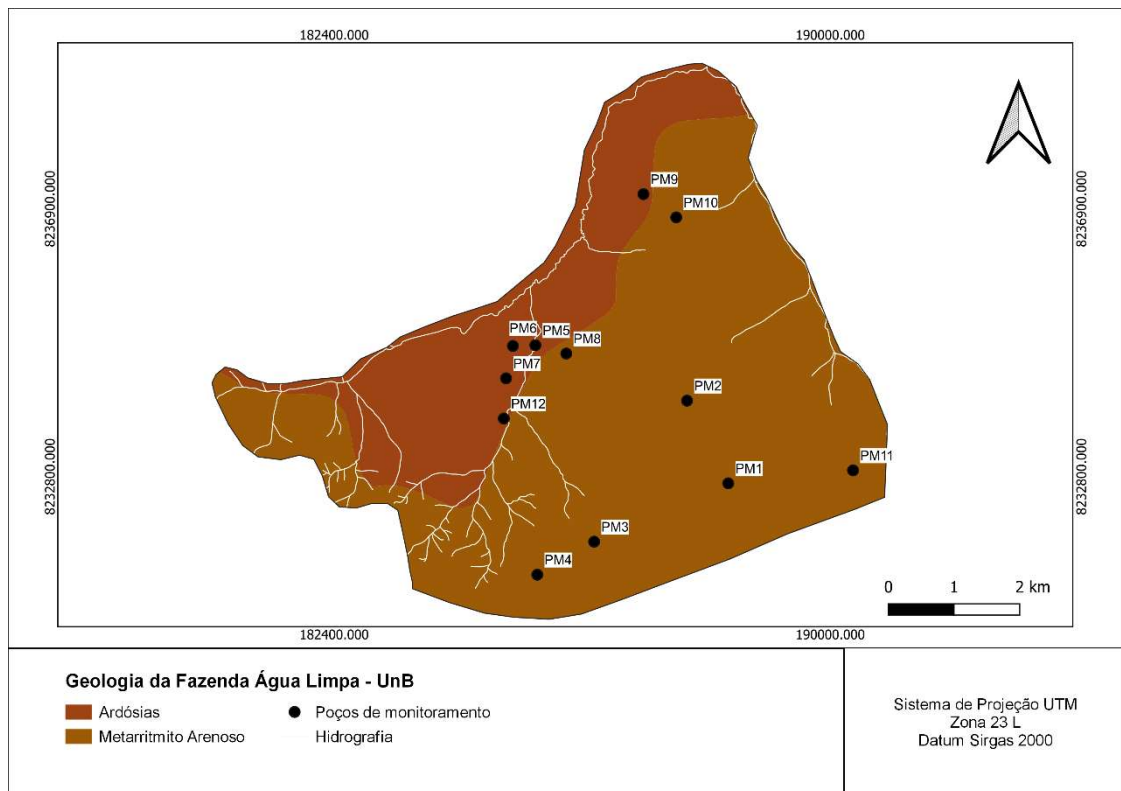 182400.000
190000.000
8236900.000
8236900.000
PM9
PM10
PM6
PM5
PM8
PM7
PM2
PM12
8232800.000
8232800.000
PM11
PM1
PM3
PM4
0 1 2 km
182400.000
190000.000
Geologia da Fazenda Água Limpa - UnB
Ardósias
Poços de monitoramento
Metarritmito Arenoso
Hidrografia
Sistema de Projeção UTM
Zona 23 L
Datum Sirgas 2000